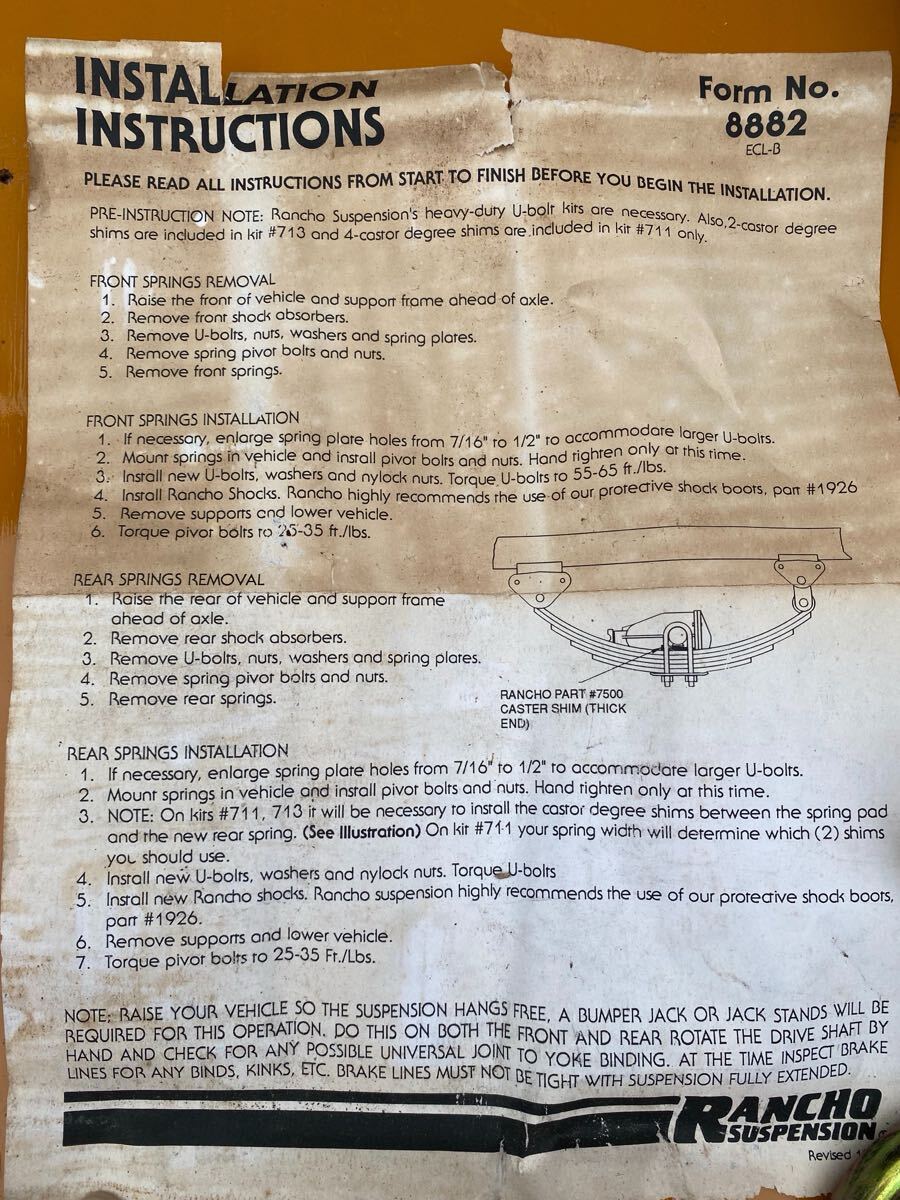 INSTALLATION
INSTRUCTIONS
Form No.
8882
ECL-B
PLEASE READ ALL INSTRUCTIONS FROM START TO FINISH BEFORE YOU BEGIN THE INSTALLATION.
PRE-INSTRUCTION NOTE: Rancho Suspension's heavy-duty U-bolt kits are necessary. Also, 2-castor degree
shims are included in kit #713 and 4-castor degree shims are included in kit #711 only.
FRONT SPRINGS REMOVAL
1. Raise the front of vehicle and support frame ahead of axle.
2. Remove front shock absorbers.
3. Remove U-bolts, nuts, washers and spring plates.
4. Remove spring pivot bolts and nuts.
5. Remove front springs.
FRONT SPRINGS INSTALLATION
1. If necessary, enlarge spring plate holes from 7/16" to 1/2" to accommodate larger U-bolts.
2. Mount springs in vehicle and install pivot bolts and nuts. Hand tighten only at this time.
3. Install new U-bolts, washers and nylock nuts. Torque U-bolts to 55-65 ft./lbs.
4. Install Rancho Shocks. Rancho highly recommends the use of our protective shock boots, part #1926
5. Remove supports and lower vehicle.
6. Torque pivot bolts to 25-35 ft./lbs.
REAR SPRINGS REMOVAL
1. Raise the rear of vehicle and support frame
ahead of axle.
2. Remove rear shock absorbers.
3. Remove U-bolts, nuts, washers and spring plates.
4. Remove spring pivot bolts and nuts.
5. Remove rear springs.
RANCHO PART #7500
CASTER SHIM (THICK
END)
REAR SPRINGS INSTALLATION
1. If necessary, enlarge spring plate holes from 7/16" to 1/2" to accommodate larger U-bolts.
2. Mount springs in vehicle and install pivot bolts and nuts. Hand tighten only at this time.
3. NOTE: On kits #711, 713 it will be necessary to install the castor degree shims between the spring pad
and the new rear spring. (See Illustration) On kit #711 your spring width will determine which (2) shims
you should use.
4. Install new U-bolts, washers and nylock nuts. Torque U-bolts
5. Install new Rancho shocks. Rancho suspension highly recommends the use of our protective shock boots,
part #1926.
6. Remove supports and lower vehicle.
7. Torque pivot bolts to 25-35 Ft./Lbs.
NOTE: RAISE YOUR VEHICLE SO THE SUSPENSION HANGS FREE, A BUMPER JACK OR JACK STANDS WILL BE
REQUIRED FOR THIS OPERATION. DO THIS ON BOTH THE FRONT AND REAR ROTATE THE DRIVE SHAFT BY
HAND AND CHECK FOR ANY POSSIBLE UNIVERSAL JOINT TO YOKE BINDING. AT THE TIME INSPECT BRAKE
LINES FOR ANY BINDS, KINKS, ETC. BRAKE LINES MUST NOT BE TIGHT WITH SUSPENSION FULLY EXTENDED.
RANCHO
SUSPENSION
Revised